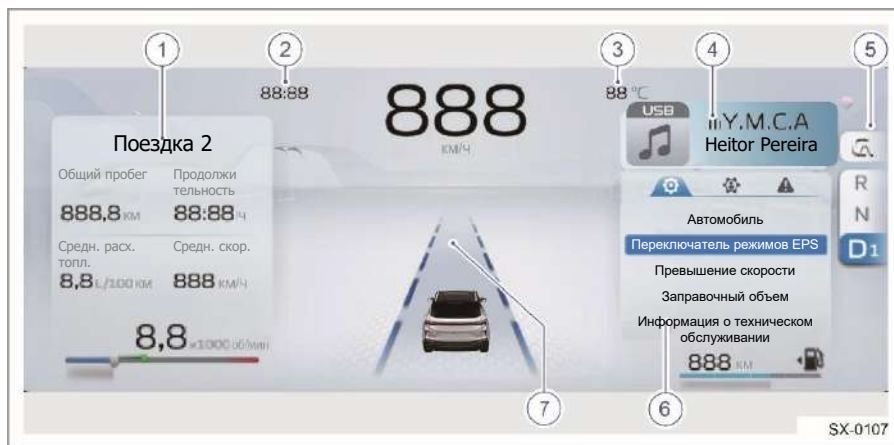 1
2
3
4
5
88:88
888
км/ч
88 °C
USB
Y.M.C.A
Heitor Pereira
Поездка 2
Общий пробег
Продолжи
тельность
888,8 км
88:88 ч
Средн. расх.
топл.
Средн. скор.
8,8 L/100 км
888 км/ч
8,8 ×1000 об/мин
R
N
D1
Автомобиль
Переключатель режимов EPS
Превышение скорости
Заправочный объем
Информация о техническом
обслуживании
888 км
6
7
SX-0107